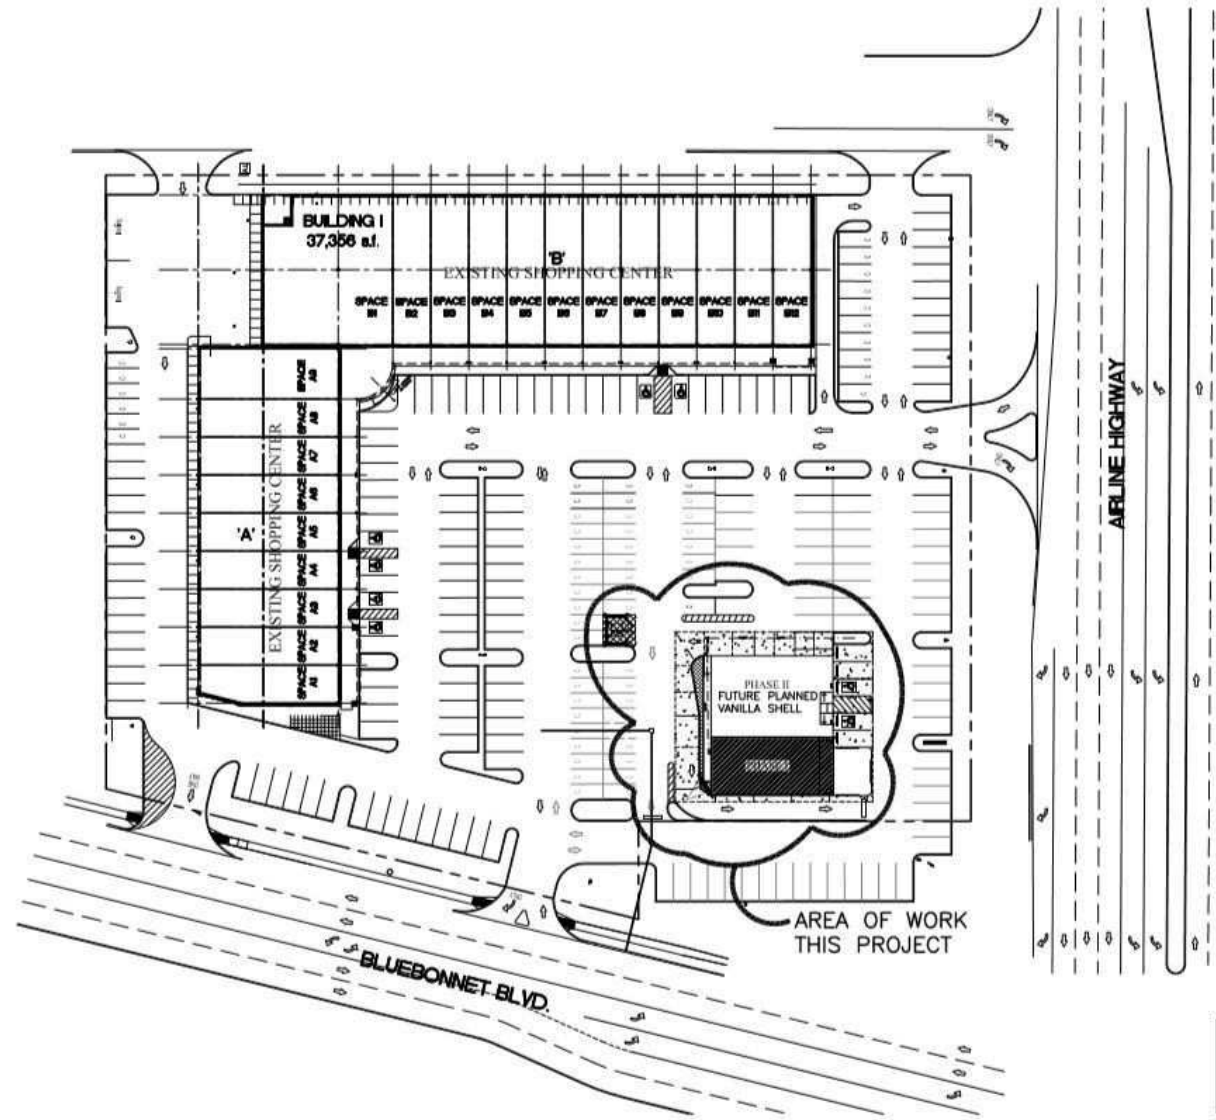 BUILDING I
37,356 s.f.
'B'
EXISTING SHOPPING CENTER
SPACE B1
SPACE B2
SPACE B3
SPACE B4
SPACE B5
SPACE B6
SPACE B7
SPACE B8
SPACE B9
SPACE B10
SPACE B11
SPACE B12
SPACE A9
SPACE A8
SPACE A7
SPACE A6
SPACE A5
SPACE A4
SPACE A3
SPACE A2
SPACE A1
'A'
EXISTING SHOPPING CENTER
AIRLINE HIGHWAY
PHASE II
FUTURE PLANNED
VANILLA SHELL
AREA OF WORK
THIS PROJECT
BLUEBONNET BLVD.